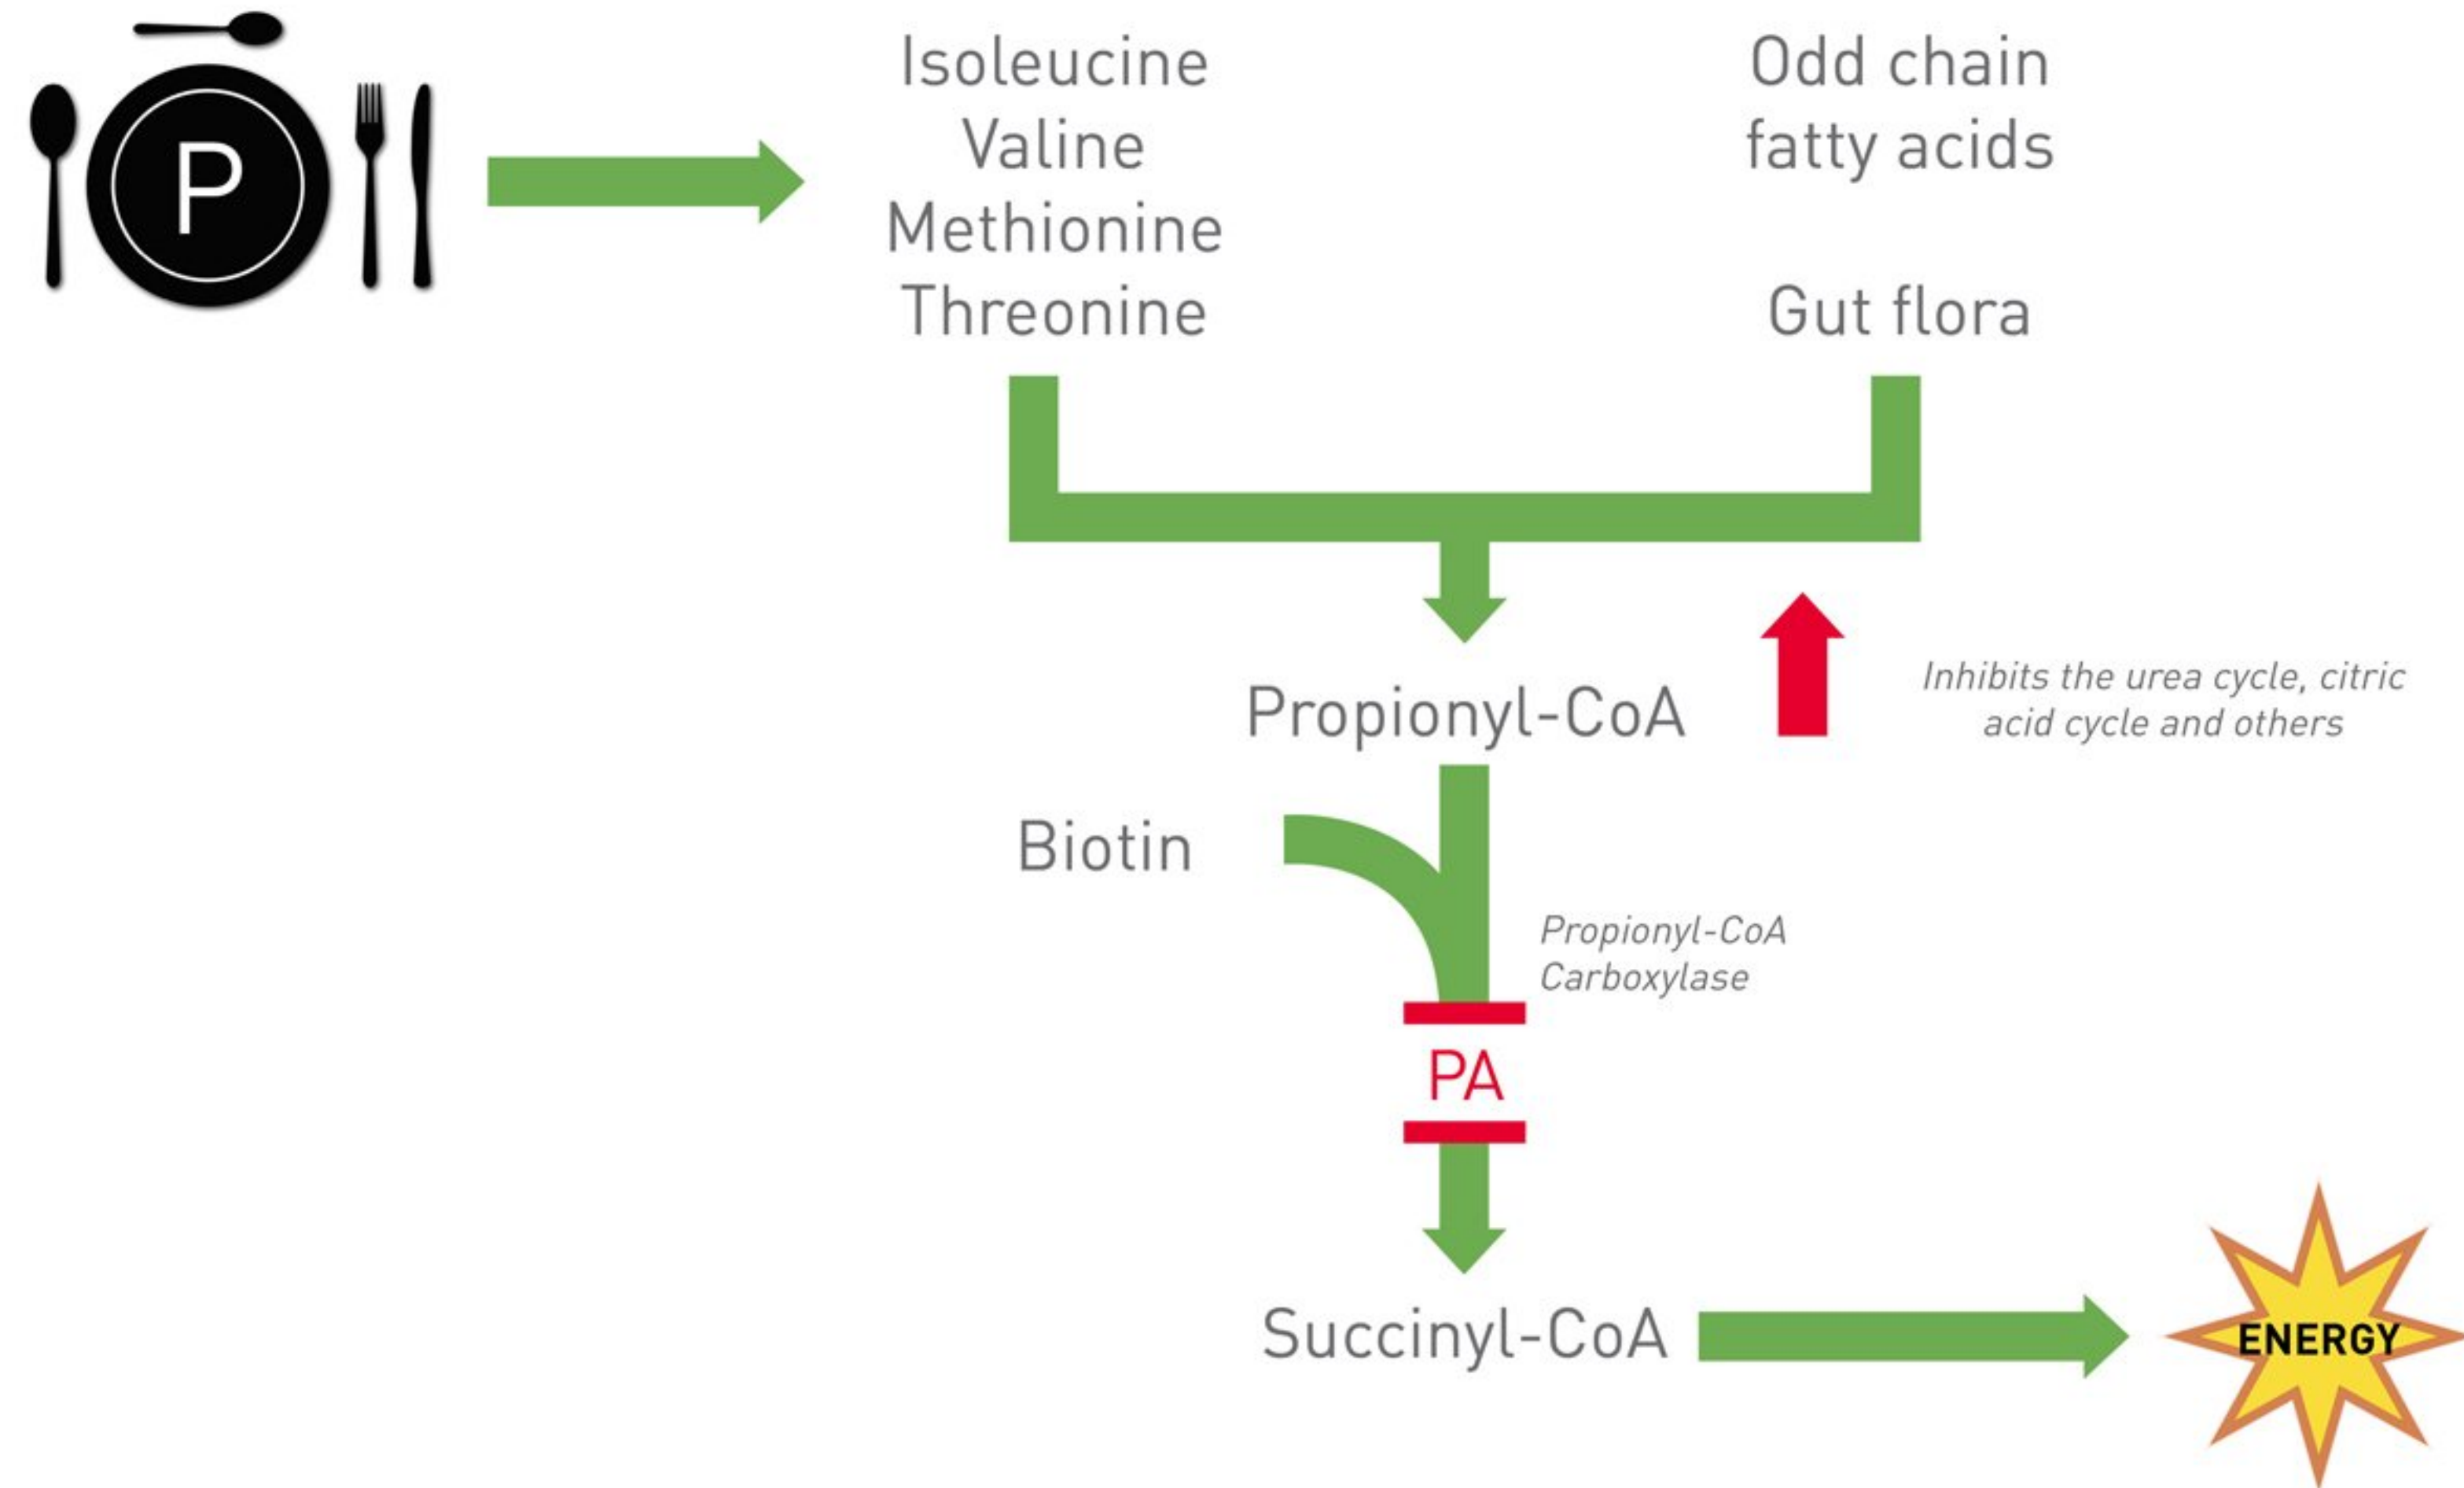 P
Isoleucine
Valine
Methionine
Threonine
Odd chain
fatty acids
Gut flora
Propionyl-CoA
Inhibits the urea cycle, citric
acid cycle and others
Biotin
Propionyl-CoA
Carboxylase
PA
Succinyl-CoA
ENERGY